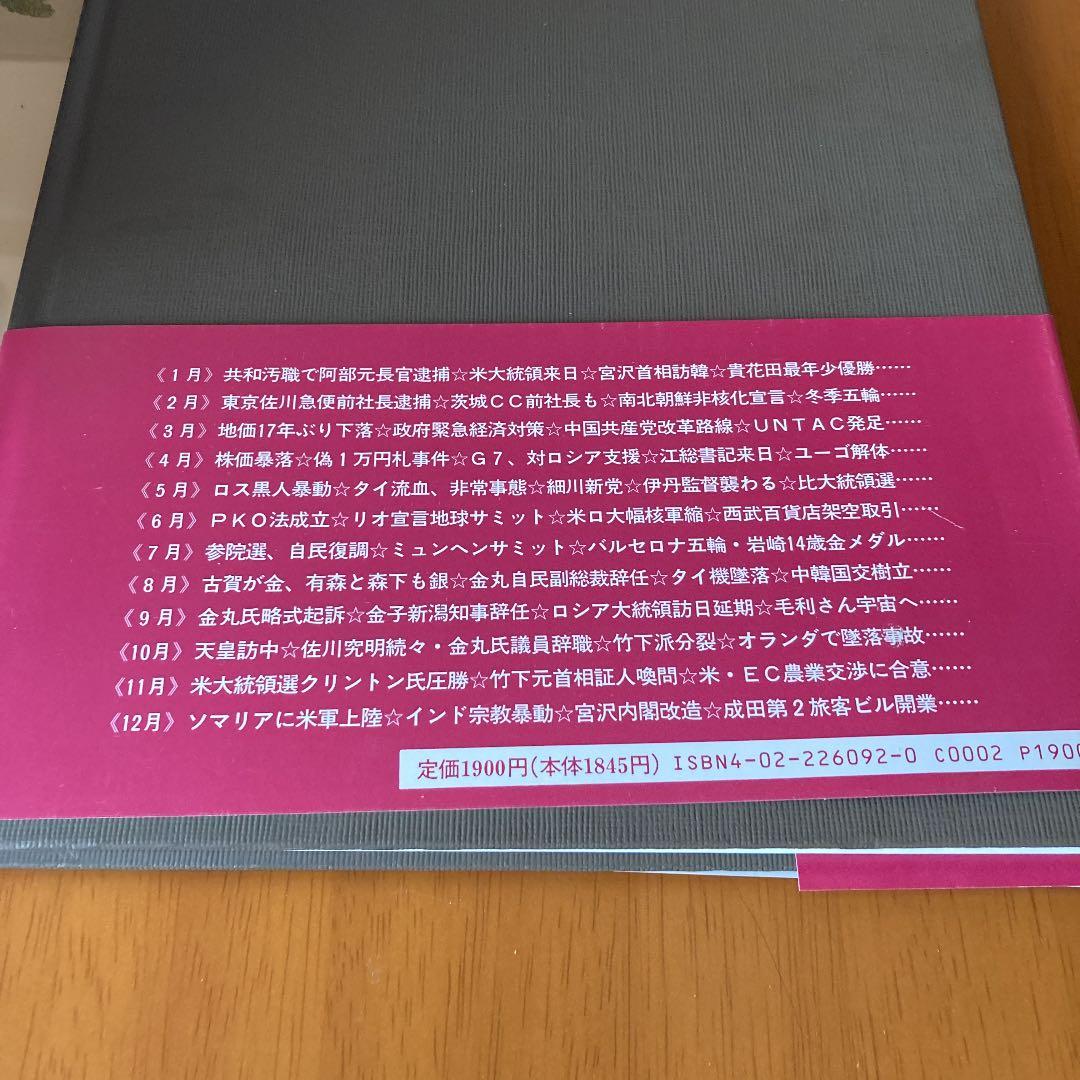 《１月》共和汚職で阿部元長官逮捕☆米大統領来日☆宮沢首相訪韓☆貴花田最年少優勝……
《２月》東京佐川急便前社長逮捕☆茨城ＣＣ前社長も☆南北朝鮮非核化宣言☆冬季五輪……
《３月》地価17年ぶり下落☆政府緊急経済対策☆中国共産党改革路線☆ＵＮＴＡＣ発足……
《４月》株価暴落☆偽１万円札事件☆Ｇ７、対ロシア支援☆江総書記来日☆ユーゴ解体……
《５月》ロス黒人暴動☆タイ流血、非常事態☆細川新党☆伊丹監督襲わる☆比大統領選……
《６月》ＰＫＯ法成立☆リオ宣言地球サミット☆米ロ大幅核軍縮☆西武百貨店架空取引……
《７月》参院選、自民復調☆ミュンヘンサミット☆バルセロナ五輪・岩崎14歳金メダル……
《８月》古賀が金、有森と森下も銀☆金丸自民副総裁辞任☆タイ機墜落☆中韓国交樹立……
《９月》金丸氏略式起訴☆金子新潟知事辞任☆ロシア大統領訪日延期☆毛利さん宇宙へ……
《10月》天皇訪中☆佐川究明続々・金丸氏議員辞職☆竹下派分裂☆オランダで墜落事故……
《11月》米大統領選クリントン氏圧勝☆竹下元首相証人喚問☆米・ＥＣ農業交渉に合意……
《12月》ソマリアに米軍上陸☆インド宗教暴動☆宮沢内閣改造☆成田第２旅客ビル開業……
定価1900円(本体1845円) ISBN4-02-226092-0 C0002 P1900